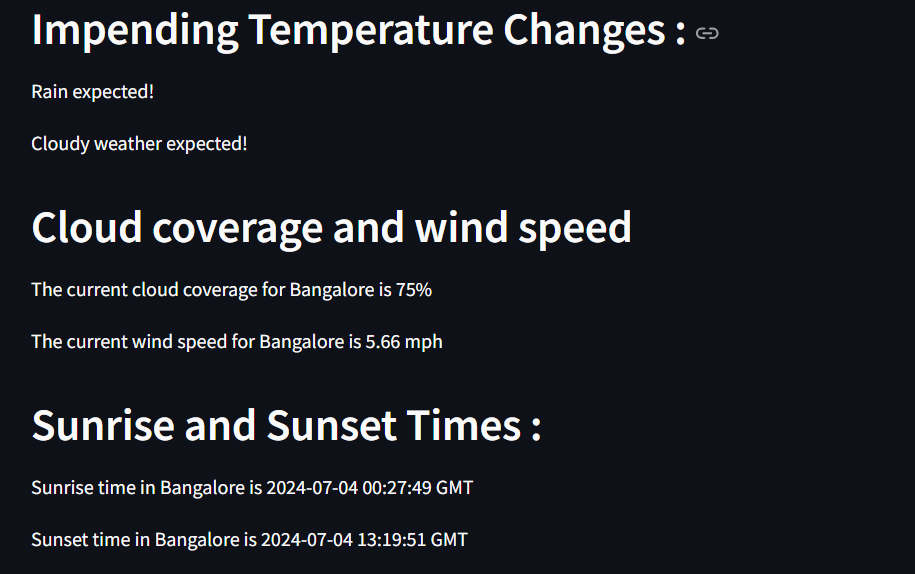 Impending Temperature Changes :
Rain expected!
Cloudy weather expected!
Cloud coverage and wind speed
The current cloud coverage for Bangalore is 75%
The current wind speed for Bangalore is 5.66 mph
Sunrise and Sunset Times :
Sunrise time in Bangalore is 2024-07-04 00:27:49 GMT
Sunset time in Bangalore is 2024-07-04 13:19:51 GMT